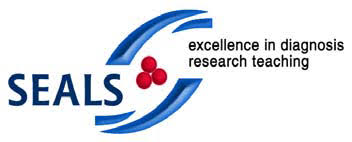 SEALS
excellence in diagnosis
research teaching